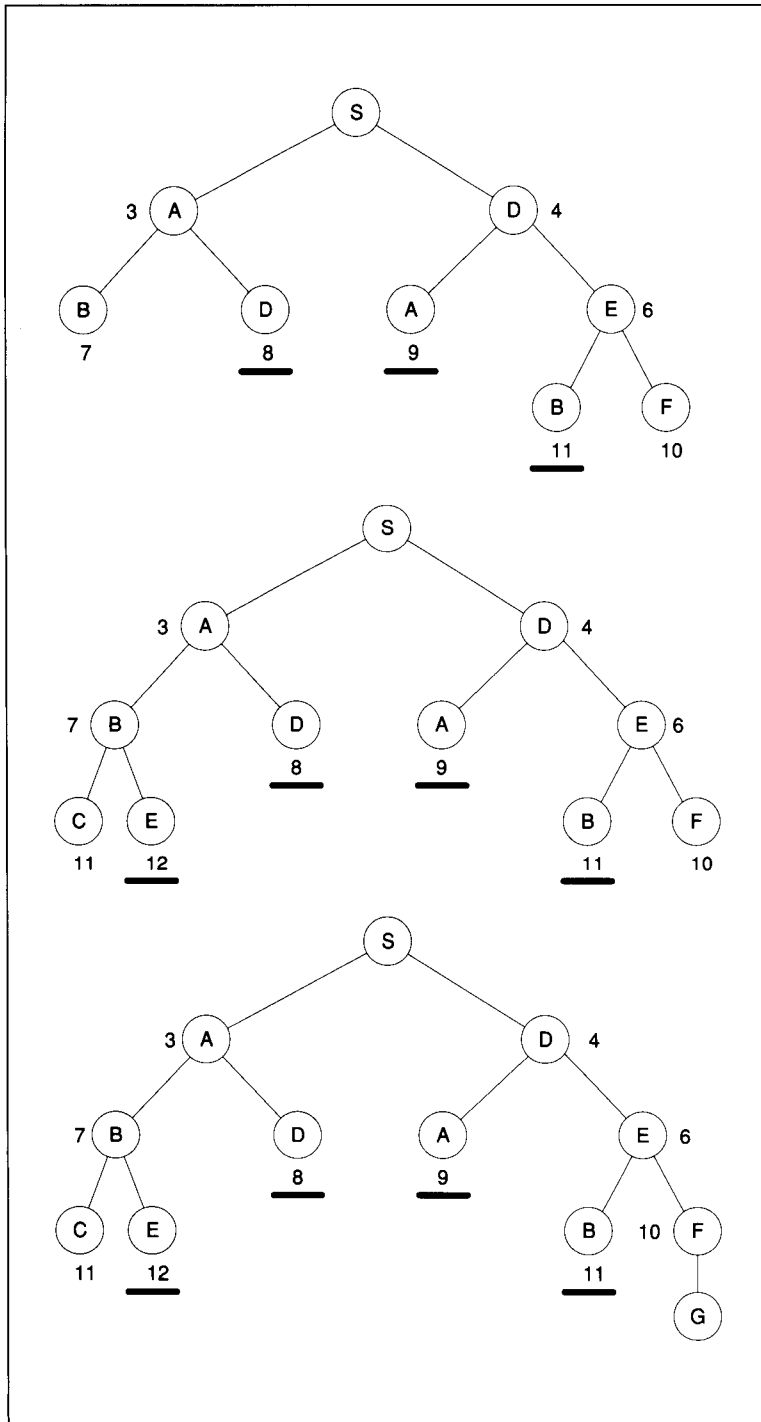 S
3 A D 4
B D A E 6
7 8 9
B F
11 10
S
3 A D 4
7 B D A E 6
8 9
C E B F
11 12 11 10
S
3 A D 4
7 B D A E 6
8 9
C E B 10 F
11 12 11
G